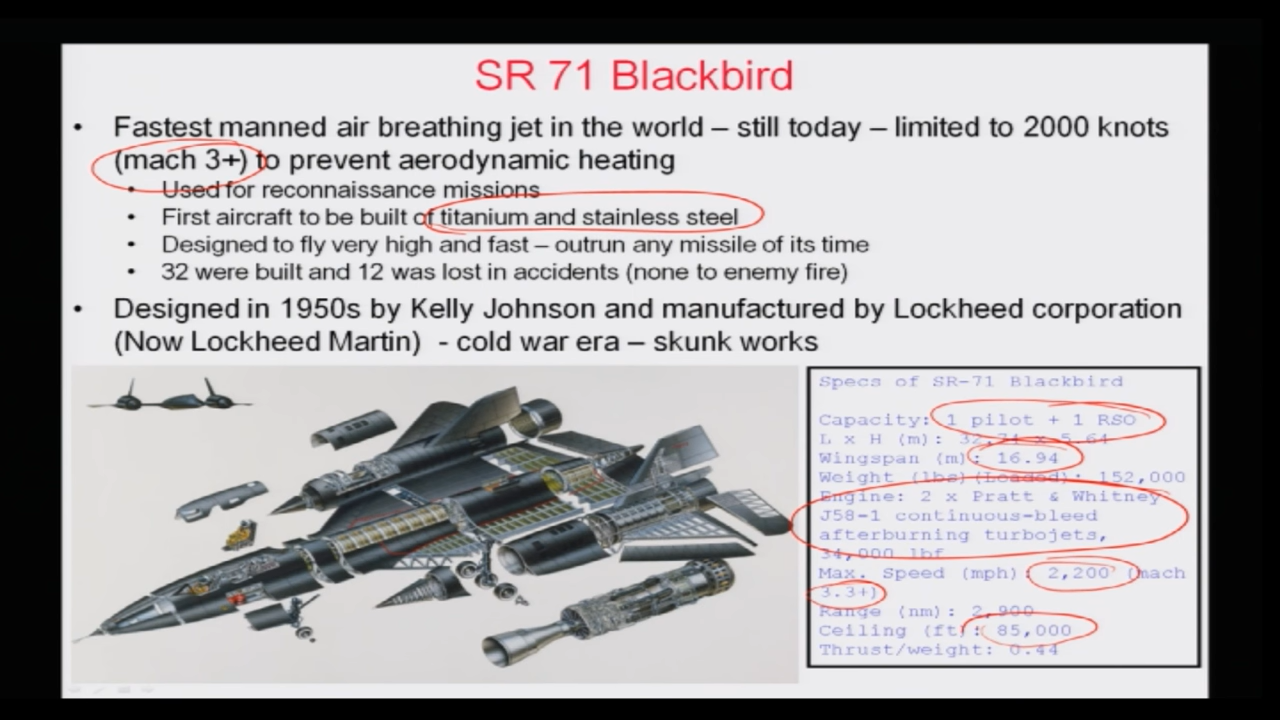 SR 71 Blackbird
• Fastest manned air breathing jet in the world – still today – limited to 2000 knots
(mach 3+) to prevent aerodynamic heating
• Used for reconnaissance missions
• First aircraft to be built of titanium and stainless steel
• Designed to fly very high and fast – outrun any missile of its time
• 32 were built and 12 was lost in accidents (none to enemy fire)
• Designed in 1950s by Kelly Johnson and manufactured by Lockheed corporation
(Now Lockheed Martin) - cold war era – skunk works
Specs of SR-71 Blackbird
Capacity: 1 pilot + 1 RSO
L x H (m): 32.74 x 5.64
Wingspan (m): 16.94
Weight (lbs)(Loaded): 152,000
Engine: 2 x Pratt & Whitney
J58-1 continuous-bleed
afterburning turbojets,
34,000 lbf
Max. Speed (mph): 2,200 (mach
3.3+)
Range (nm): 2,900
Ceiling (ft): 85,000
Thrust/weight: 0.44